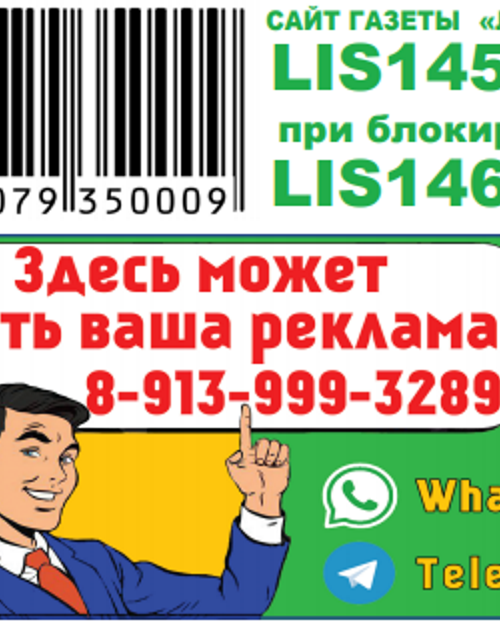 САЙТ ГАЗЕТЫ «Л
LIS145
при блокир
LIS146
079 350009
Здесь может
ть ваша реклама
8-913-999-3289
Wha
Tele